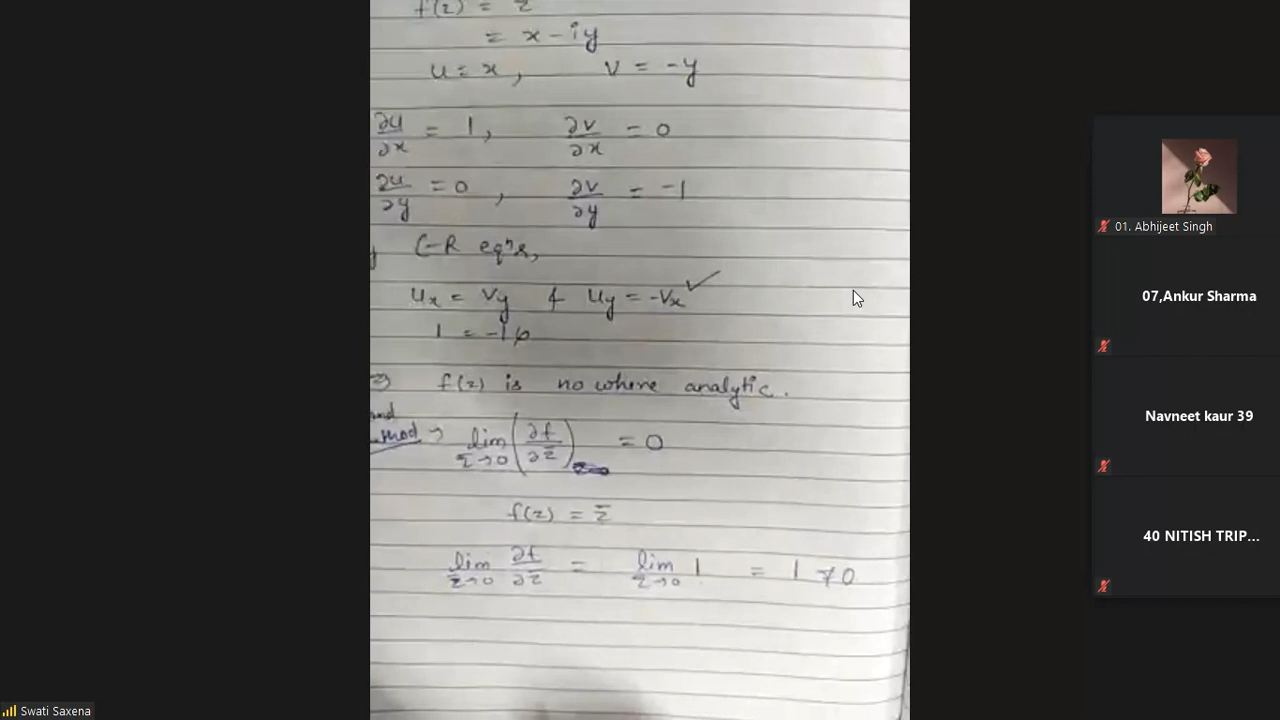 f(z) = z̄
= x - iy
u = x, v = -y
∂u/∂x = 1, ∂v/∂x = 0
∂u/∂y = 0, ∂v/∂y = -1
C-R eqⁿs,
uₓ = vy & uy = -vₓ ✓
1 = -1
⇒ f(z) is no where analytic.
lim z̄→0 (∂f/∂z̄) = 0
f(z) = z̄
lim z̄→0 ∂f/∂z̄ = lim z̄→0 1 = 1 ≠ 0
01. Abhijeet Singh
07,Ankur Sharma
Navneet kaur 39
40 NITISH TRIP...
Swati Saxena